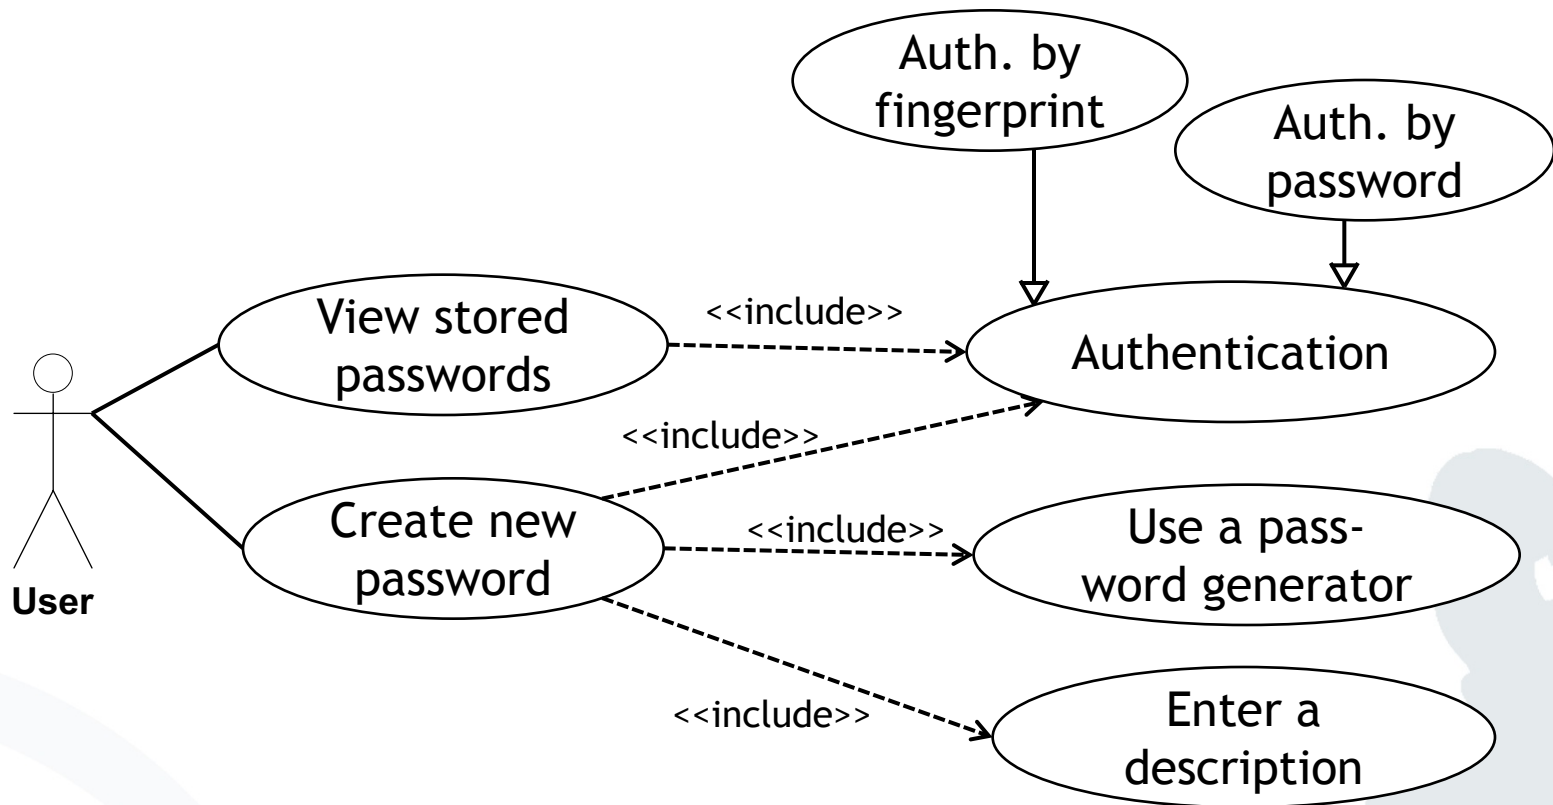 Auth. by
fingerprint
Auth. by
password
View stored
passwords
<<include>>
Authentication
<<include>>
Create new
password
<<include>>
Use a pass-
word generator
User
<<include>>
Enter a
description